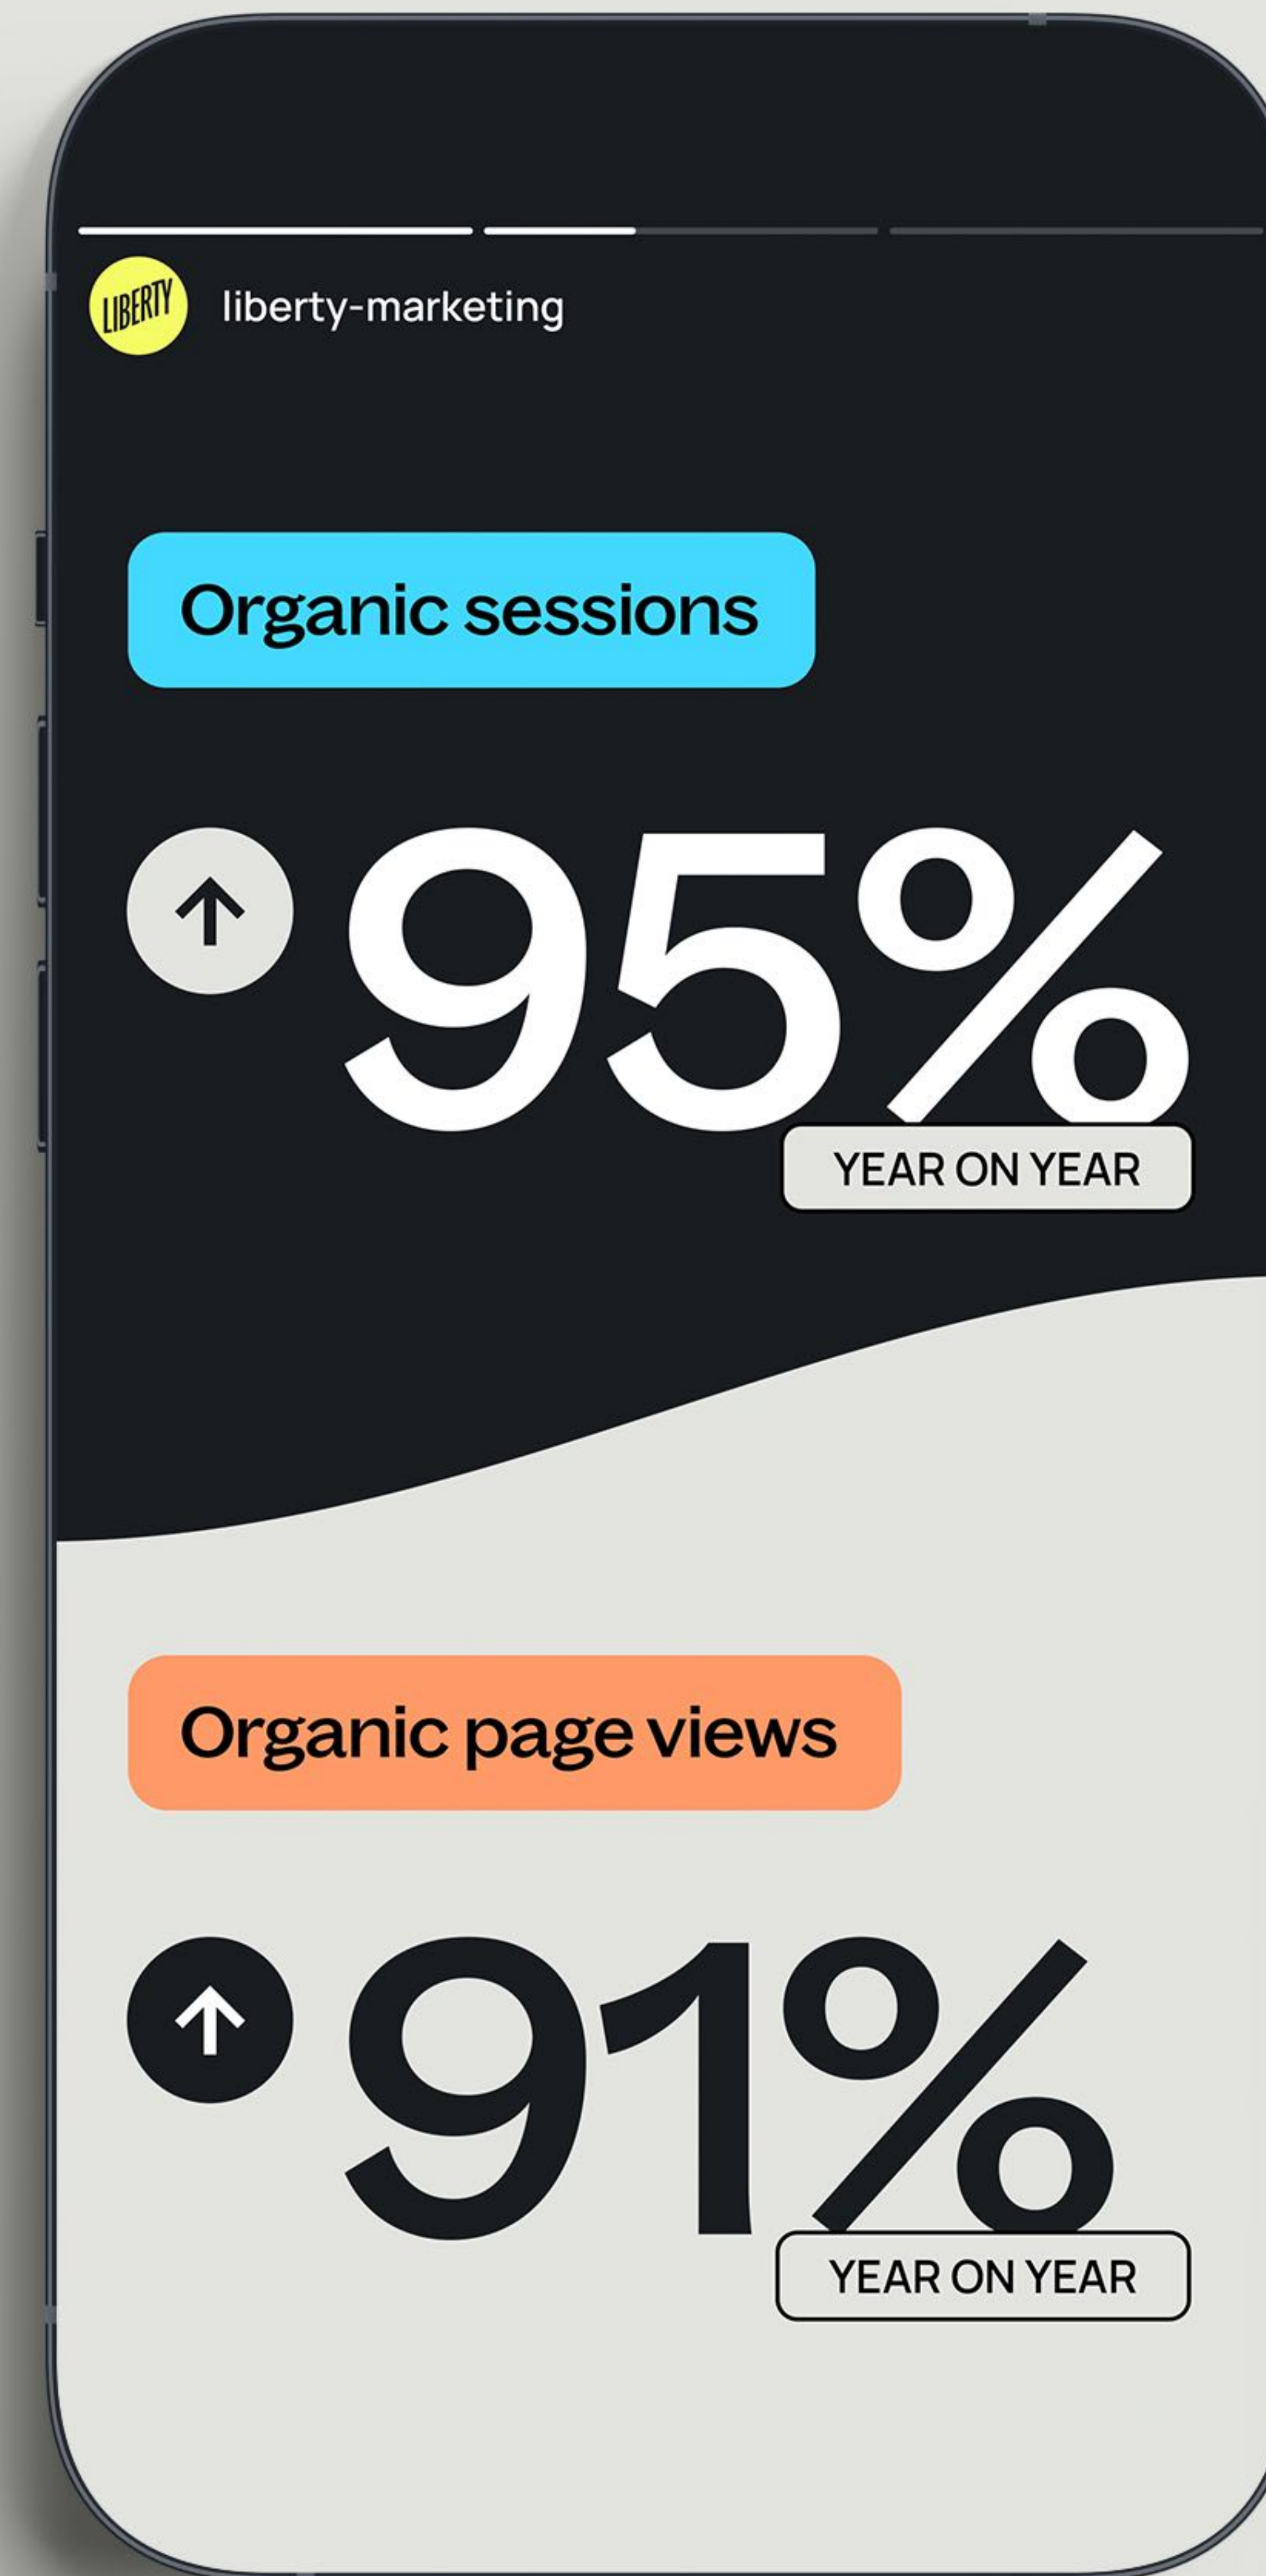 LIBERTY
liberty-marketing
Organic sessions
95%
YEAR ON YEAR
Organic page views
91%
YEAR ON YEAR